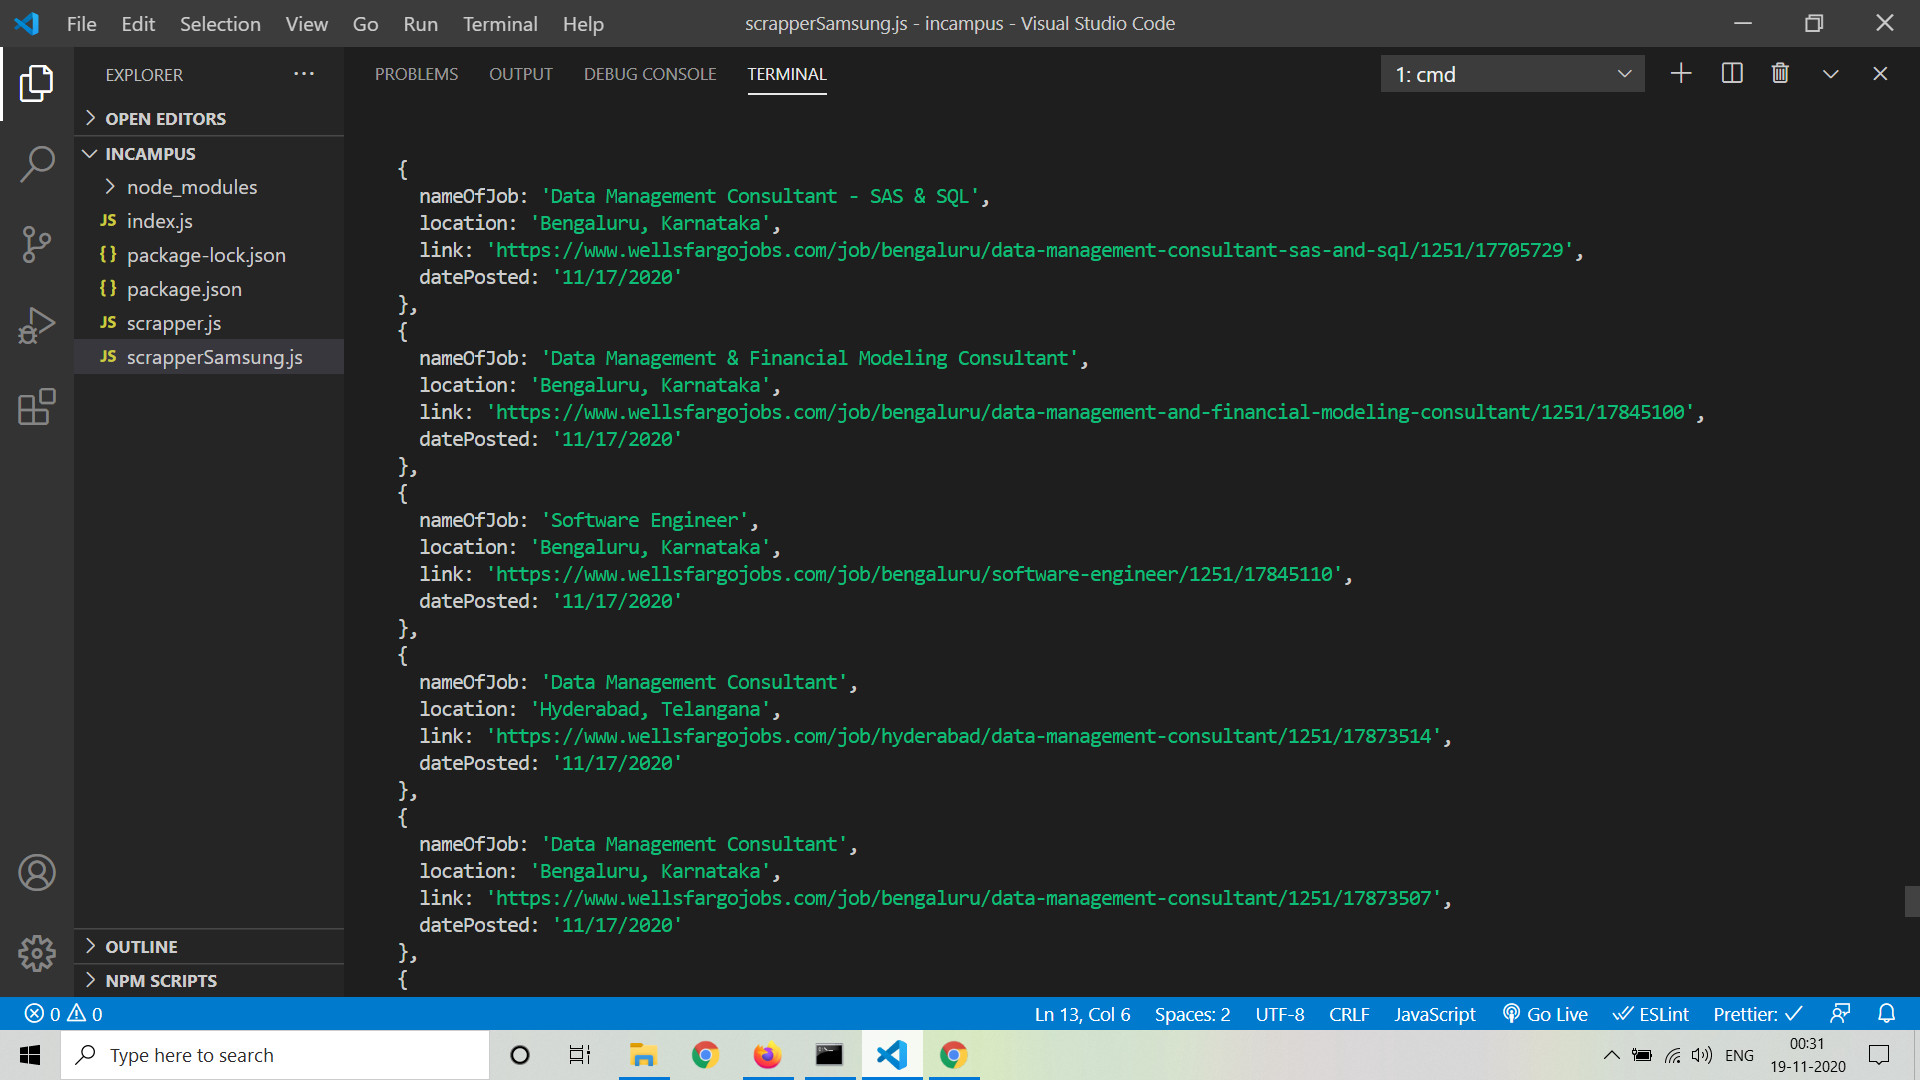 File Edit Selection View Go Run Terminal Help
scrapperSamsung.js - incampus - Visual Studio Code
EXPLORER
OPEN EDITORS
INCAMPUS
node_modules
JS index.js
{} package-lock.json
{} package.json
JS scrapper.js
JS scrapperSamsung.js
OUTLINE
NPM SCRIPTS
PROBLEMS OUTPUT DEBUG CONSOLE TERMINAL
1: cmd
{
nameOfJob: 'Data Management Consultant - SAS & SQL',
location: 'Bengaluru, Karnataka',
link: 'https://www.wellsfargojobs.com/job/bengaluru/data-management-consultant-sas-and-sql/1251/17705729',
datePosted: '11/17/2020'
},
{
nameOfJob: 'Data Management & Financial Modeling Consultant',
location: 'Bengaluru, Karnataka',
link: 'https://www.wellsfargojobs.com/job/bengaluru/data-management-and-financial-modeling-consultant/1251/17845100',
datePosted: '11/17/2020'
},
{
nameOfJob: 'Software Engineer',
location: 'Bengaluru, Karnataka',
link: 'https://www.wellsfargojobs.com/job/bengaluru/software-engineer/1251/17845110',
datePosted: '11/17/2020'
},
{
nameOfJob: 'Data Management Consultant',
location: 'Hyderabad, Telangana',
link: 'https://www.wellsfargojobs.com/job/hyderabad/data-management-consultant/1251/17873514',
datePosted: '11/17/2020'
},
{
nameOfJob: 'Data Management Consultant',
location: 'Bengaluru, Karnataka',
link: 'https://www.wellsfargojobs.com/job/bengaluru/data-management-consultant/1251/17873507',
datePosted: '11/17/2020'
},
{
0 0
Ln 13, Col 6 Spaces: 2 UTF-8 CRLF JavaScript Go Live ESLint Prettier:
Type here to search
ENG
00:31
19-11-2020